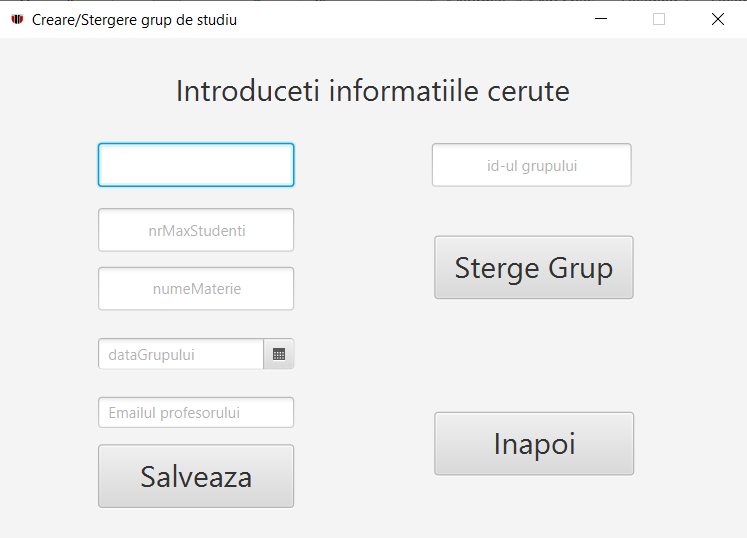 Creare/Stergere grup de studiu
Introduceti informatiile cerute
nrMaxStudenti
numeMaterie
dataGrupului
Emailul profesorului
Salveaza
id-ul grupului
Sterge Grup
Inapoi